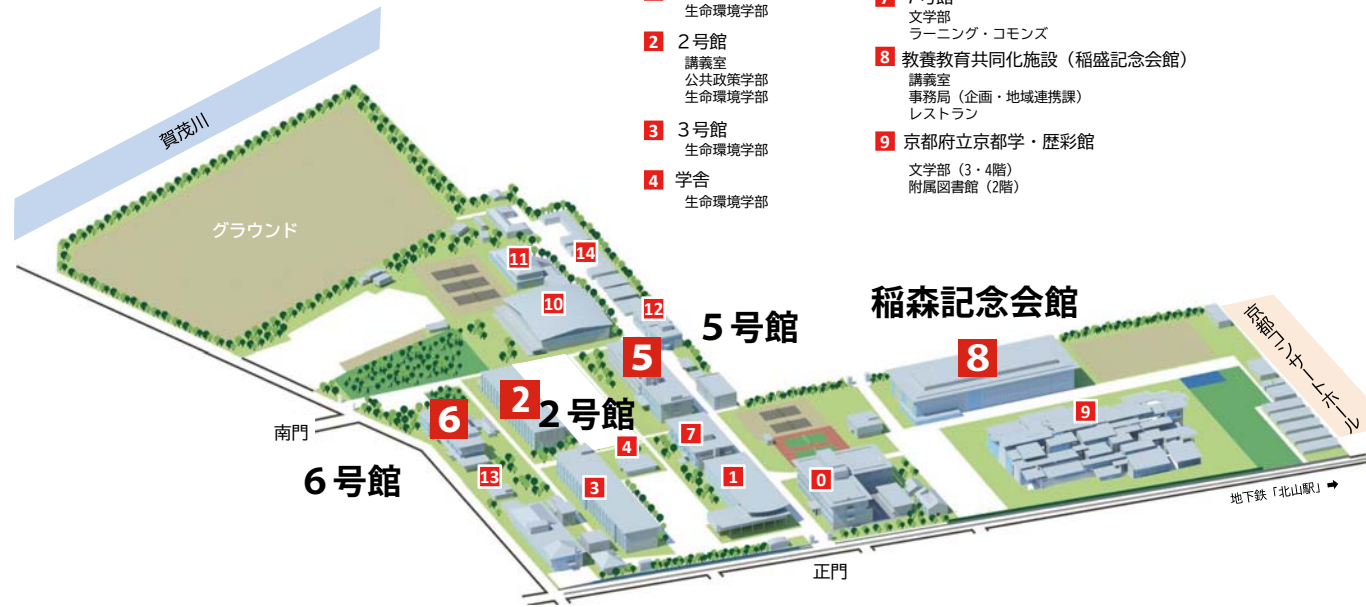 生命環境学部
2 2号館
講義室
公共政策学部
生命環境学部
3 3号館
生命環境学部
4 学舎
生命環境学部
文学部
ラーニング・コモンズ
8 教養教育共同化施設（稲盛記念会館）
講義室
事務局（企画・地域連携課）
レストラン
9 京都府立京都学・歴彩館
文学部（3・4階）
附属図書館（2階）
賀茂川
グラウンド
11
14
10
12
5
５号館
稲森記念会館
8
京都コンサートホール
2
２号館
6
６号館
南門
4
7
9
13
3
1
0
地下鉄「北山駅」➡
正門